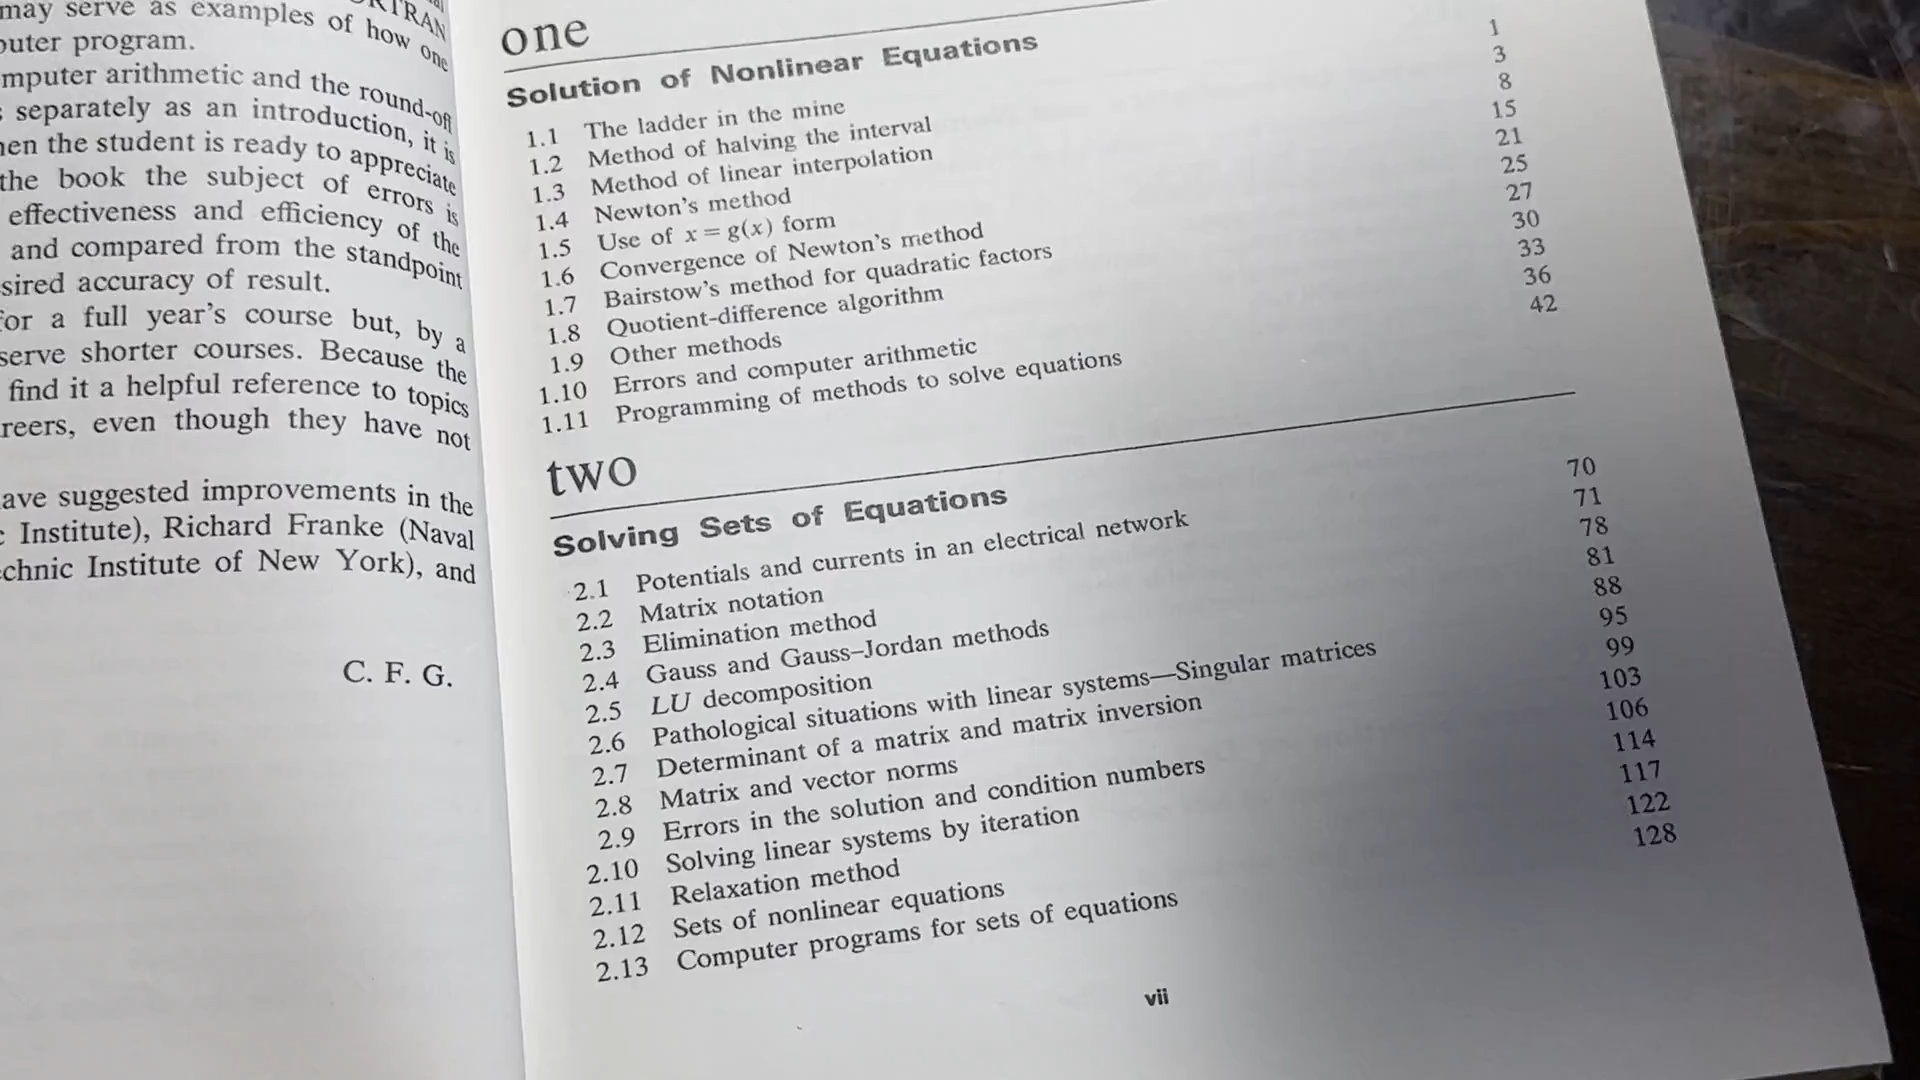 may serve as examples of how one
puter program.
mputer arithmetic and the round-off
separately as an introduction, it is
en the student is ready to appreciate
the book the subject of errors is
effectiveness and efficiency of the
and compared from the standpoint
sired accuracy of result.
for a full year's course but, by a
serve shorter courses. Because the
find it a helpful reference to topics
reers, even though they have not
ave suggested improvements in the
Institute), Richard Franke (Naval
chnic Institute of New York), and
C. F. G.
one
Solution of Nonlinear Equations 1
1.1 The ladder in the mine 3
1.2 Method of halving the interval 8
1.3 Method of linear interpolation 15
1.4 Newton's method 21
1.5 Use of x = g(x) form 25
1.6 Convergence of Newton's method 27
1.7 Bairstow's method for quadratic factors 30
1.8 Quotient-difference algorithm 33
1.9 Other methods 36
1.10 Errors and computer arithmetic 42
1.11 Programming of methods to solve equations
two
Solving Sets of Equations 70
2.1 Potentials and currents in an electrical network 71
2.2 Matrix notation 78
2.3 Elimination method 81
2.4 Gauss and Gauss–Jordan methods 88
2.5 LU decomposition 95
2.6 Pathological situations with linear systems—Singular matrices 99
2.7 Determinant of a matrix and matrix inversion 103
2.8 Matrix and vector norms 106
2.9 Errors in the solution and condition numbers 114
2.10 Solving linear systems by iteration 117
2.11 Relaxation method 122
2.12 Sets of nonlinear equations 128
2.13 Computer programs for sets of equations
vii